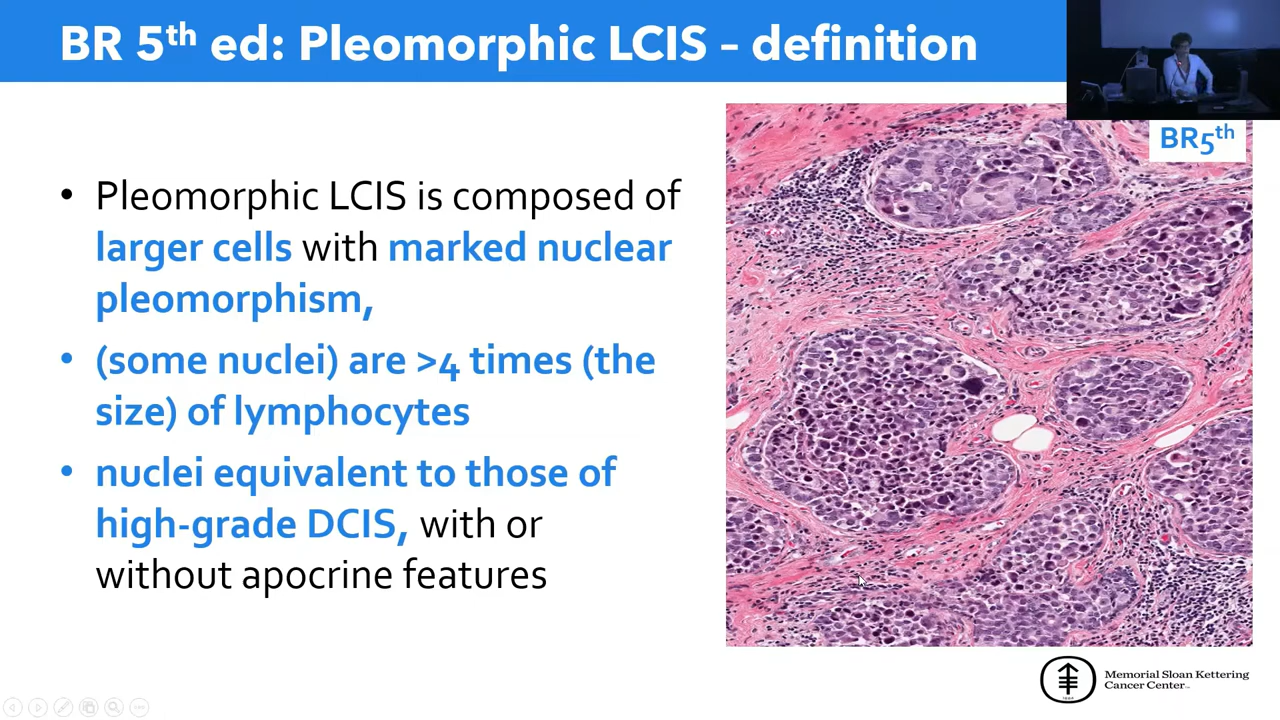 BR 5th ed: Pleomorphic LCIS – definition
BR5th
• Pleomorphic LCIS is composed of
larger cells with marked nuclear
pleomorphism,
• (some nuclei) are >4 times (the
size) of lymphocytes
• nuclei equivalent to those of
high-grade DCIS, with or
without apocrine features
Memorial Sloan Kettering
Cancer Center